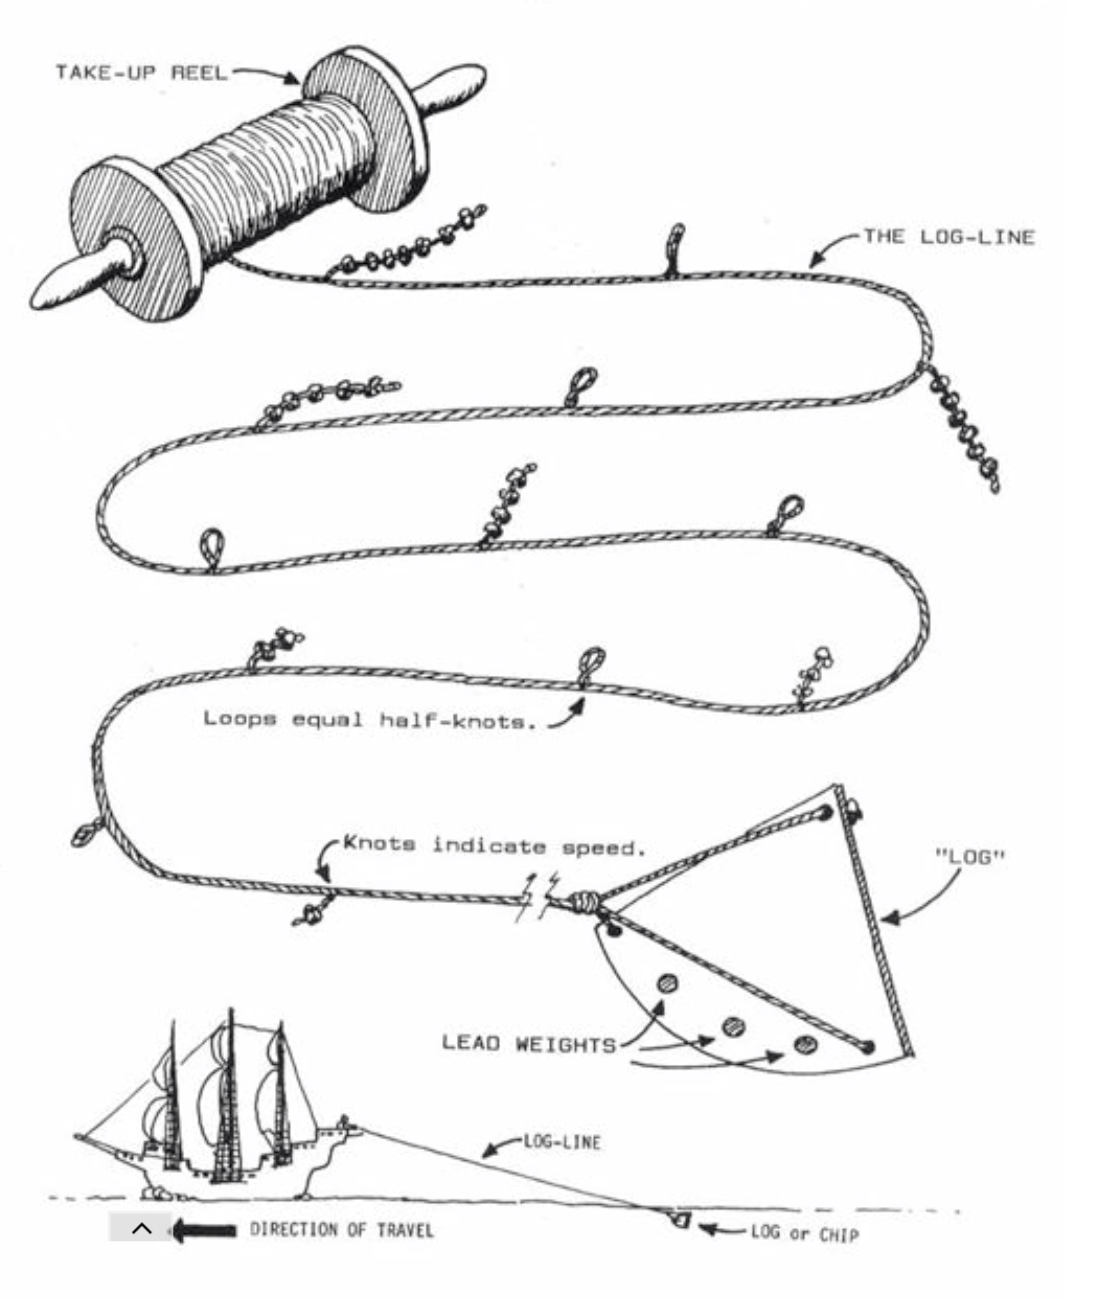 TAKE-UP REEL
THE LOG-LINE
Loops equal half-knots.
Knots indicate speed.
"LOG"
LEAD WEIGHTS
LOG-LINE
DIRECTION OF TRAVEL
LOG or CHIP